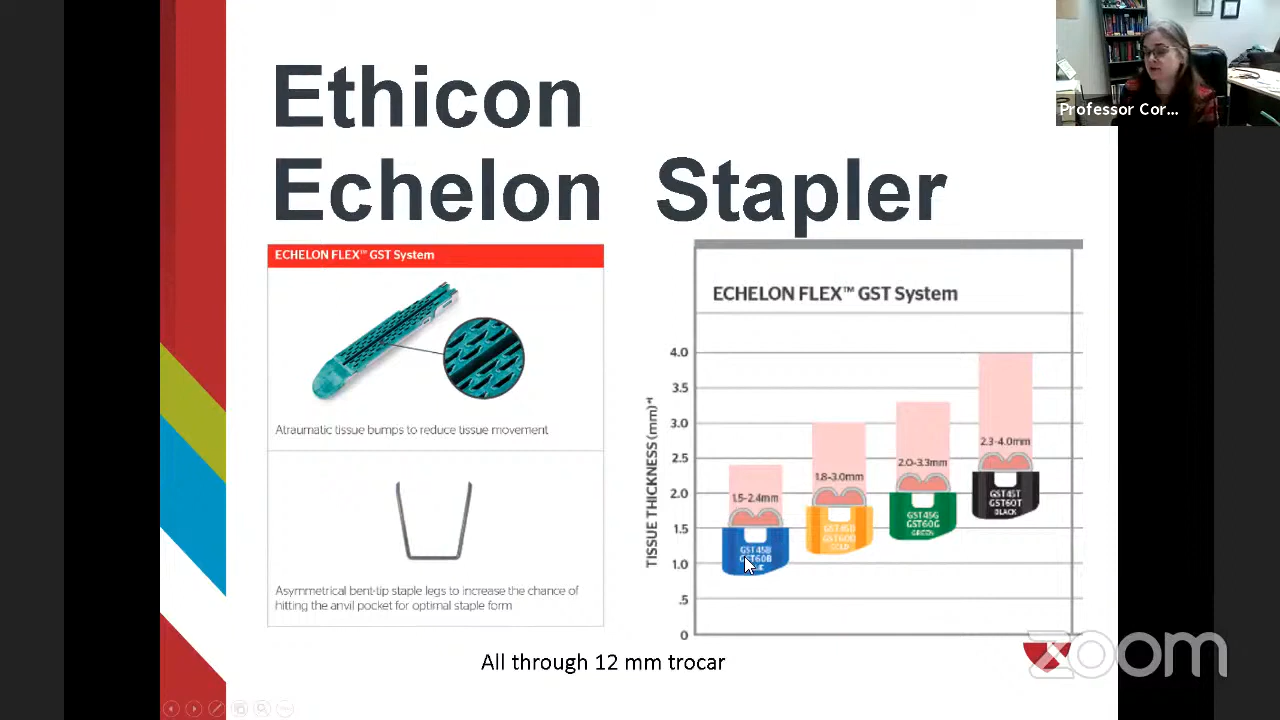 Ethicon
Echelon Stapler
Professor Cor...
ECHELON FLEX™ GST System
Atraumatic tissue bumps to reduce tissue movement
Asymmetrical bent-tip staple legs to increase the chance of
hitting the anvil pocket for optimal staple form
ECHELON FLEX™ GST System
TISSUE THICKNESS (mm)
4.0
3.5
3.0
2.5
2.0
1.5
1.0
.5
0
1.5-2.4mm
GST45B
GST60B
1.8-3.0mm
GST45D
GST60D
GOLD
2.0-3.3mm
GST45G
GST60G
GREEN
2.3-4.0mm
GST45T
GST60T
BLACK
All through 12 mm trocar
zoom